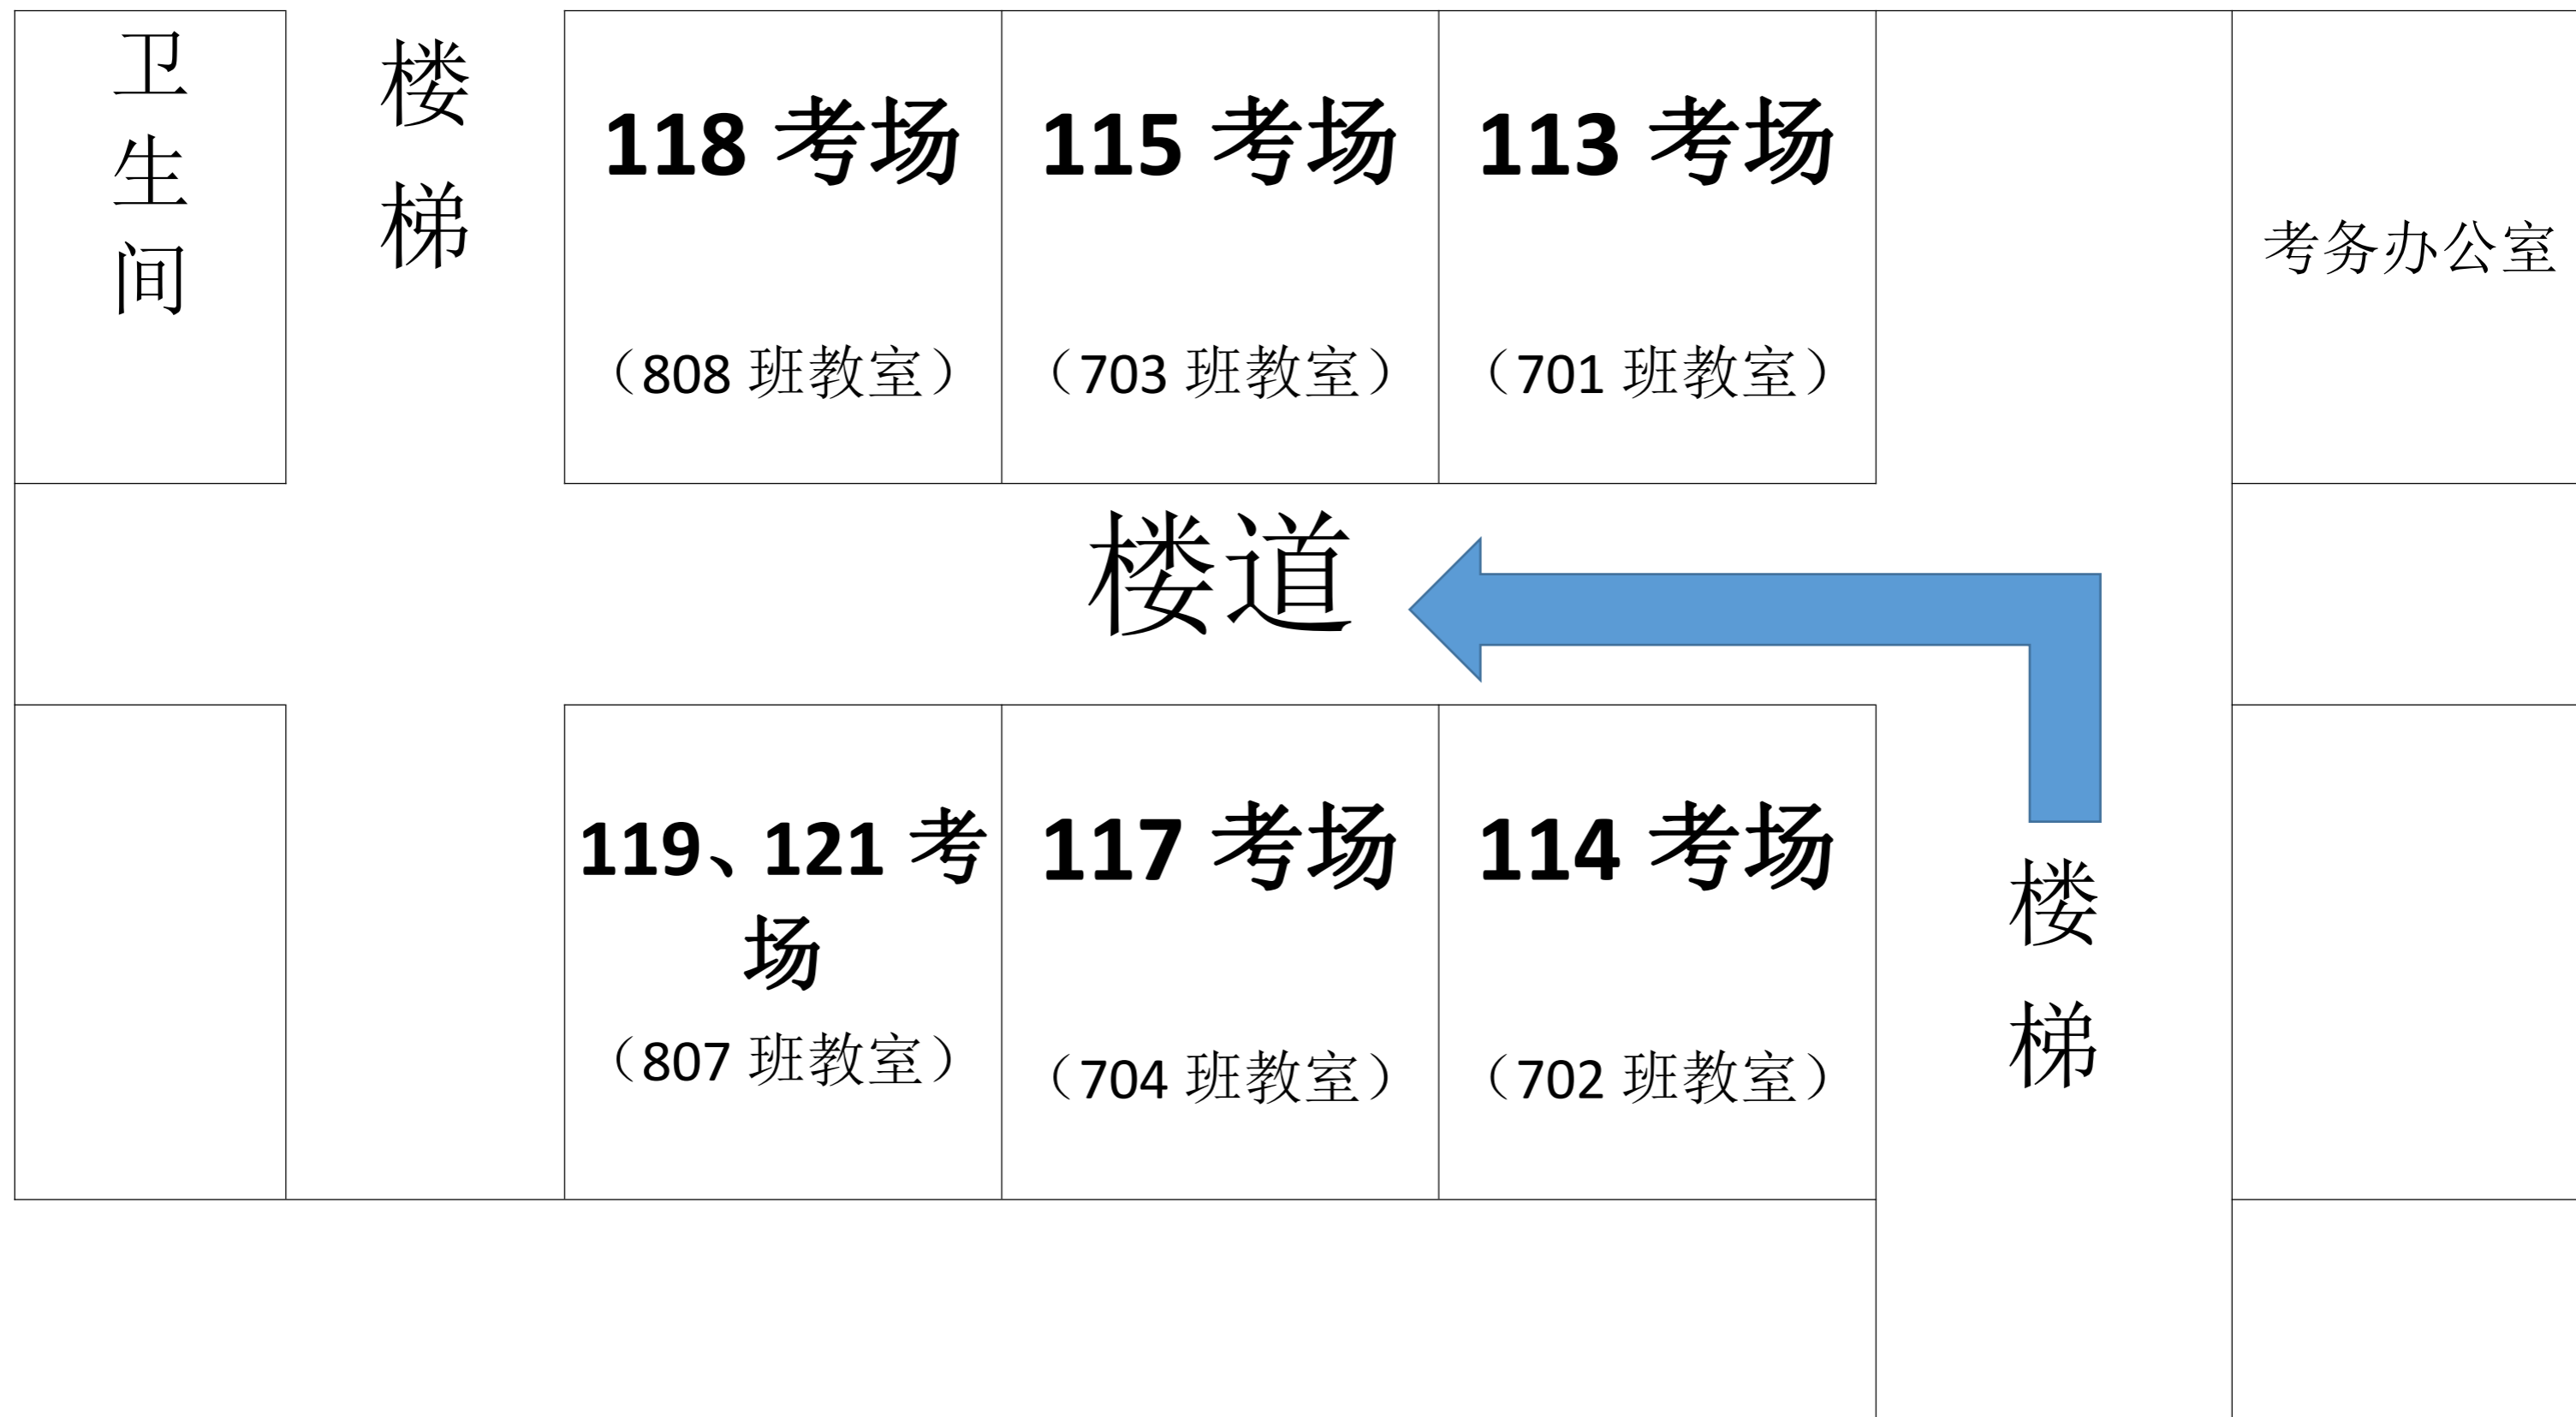 卫生间
楼梯
118 考场
（808 班教室）
115 考场
（703 班教室）
113 考场
（701 班教室）
考务办公室
楼道
119、121 考
场
（807 班教室）
117 考场
（704 班教室）
114 考场
（702 班教室）
楼梯